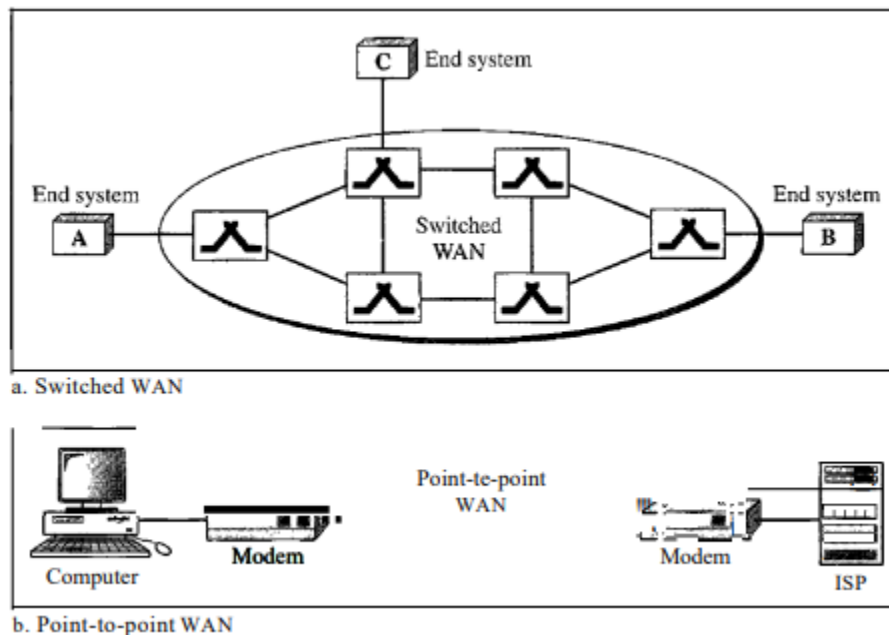 C End system
End system
A
Switched
WAN
End system
B
a. Switched WAN
Point-te-point
WAN
Computer
Modem
Modem
ISP
b. Point-to-point WAN